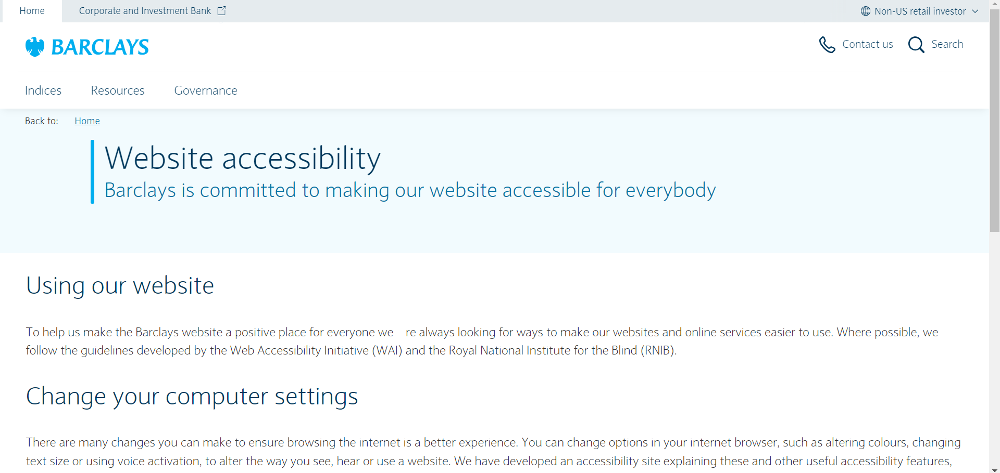 Home
Corporate and Investment Bank
Non-US retail investor
BARCLAYS
Contact us
Search
Indices
Resources
Governance
Back to: Home
Website accessibility
Barclays is committed to making our website accessible for everybody
Using our website
To help us make the Barclays website a positive place for everyone we re always looking for ways to make our websites and online services easier to use. Where possible, we
follow the guidelines developed by the Web Accessibility Initiative (WAI) and the Royal National Institute for the Blind (RNIB).
Change your computer settings
There are many changes you can make to ensure browsing the internet is a better experience. You can change options in your internet browser, such as altering colours, changing
text size or using voice activation, to alter the way you see, hear or use a website. We have developed an accessibility site explaining these and other useful accessibility features,